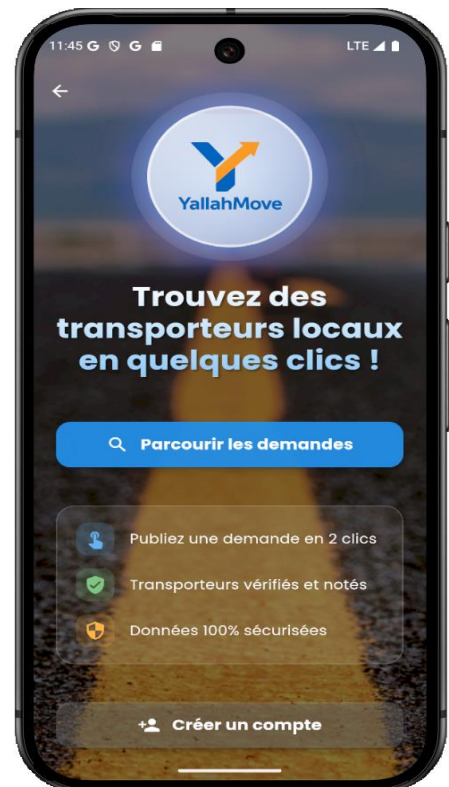 11:45 G G LTE
YallahMove
Trouvez des
transporteurs locaux
en quelques clics !
Parcourir les demandes
Publiez une demande en 2 clics
Transporteurs vérifiés et notés
Données 100% sécurisées
Créer un compte